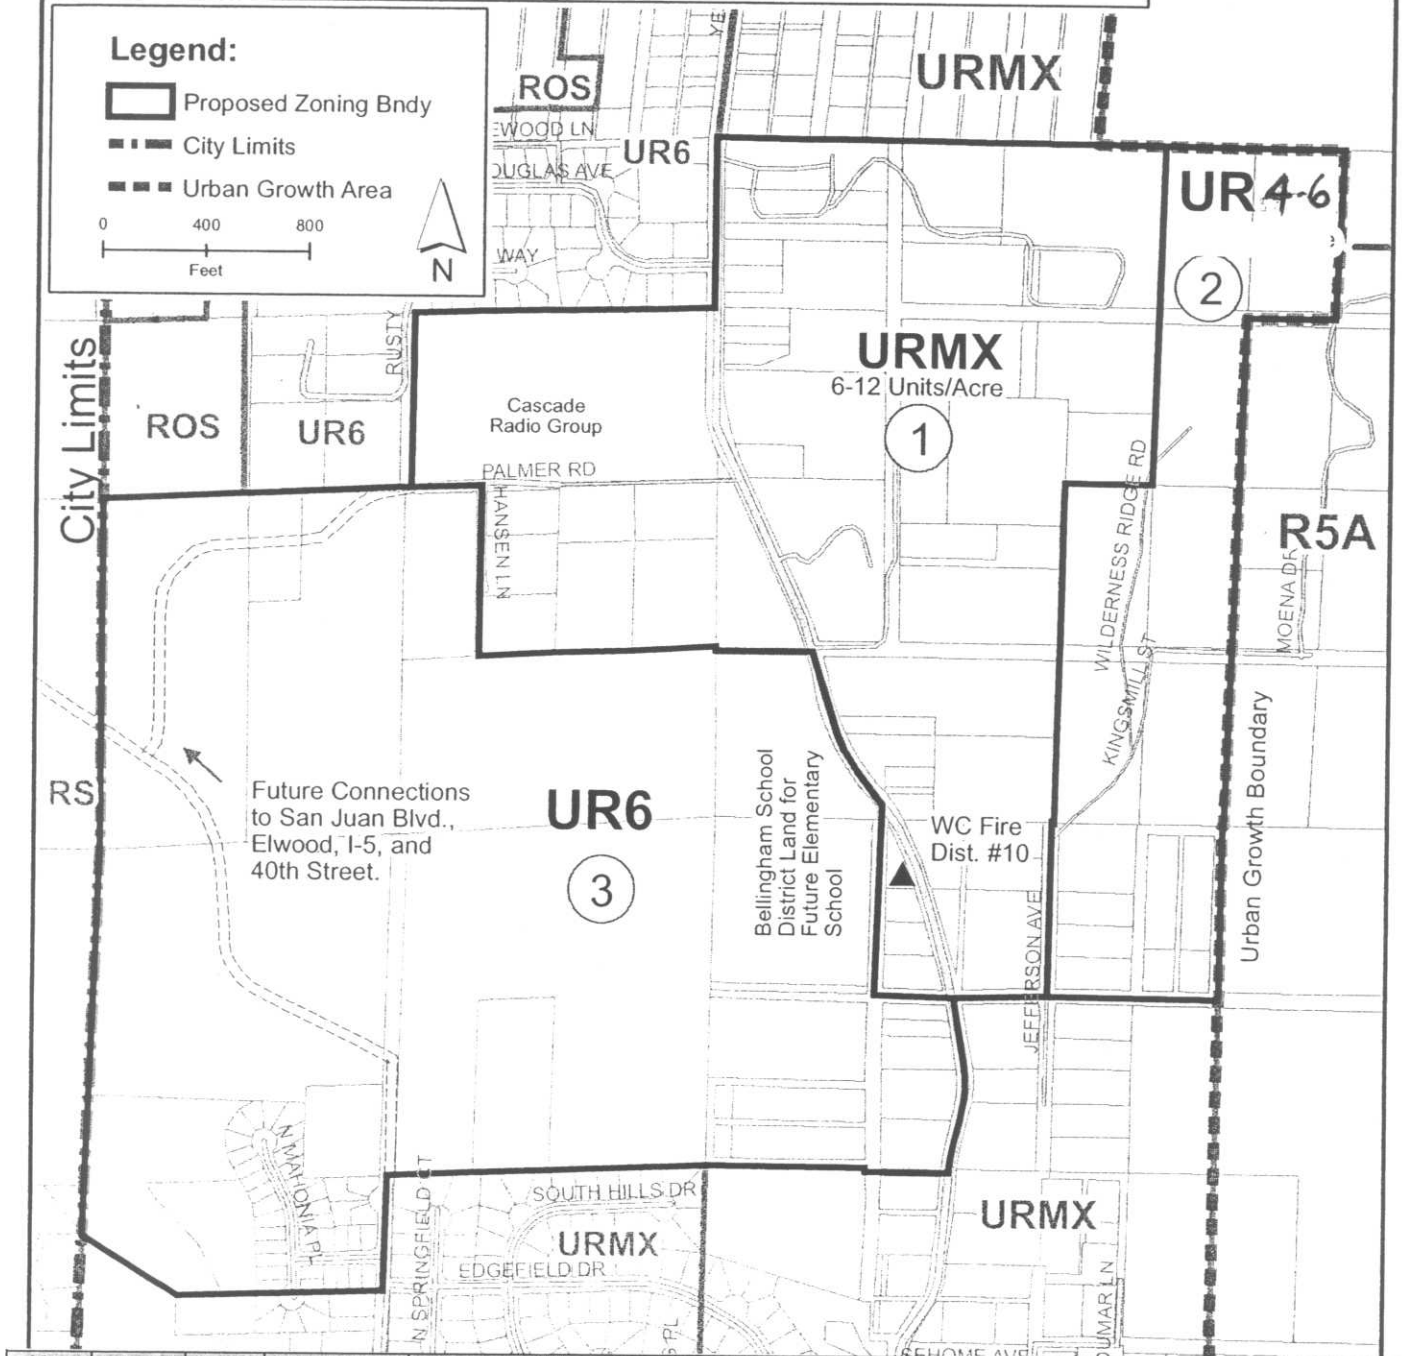 Legend:
Proposed Zoning Bndy
City Limits
Urban Growth Area
0 400 800
Feet
N
YE
ROS
URMX
EWOOD LN
UR6
OUGLAS AVE
WAY
UR 4-6
2
RUSTY
City Limits
ROS
UR6
Cascade
Radio Group
URMX
6-12 Units/Acre
1
PALMER RD
HANSEN LN
WILDERNESS RIDGE RD
R5A
MOENA DR
KINGSMILL ST
RS
Future Connections
to San Juan Blvd.,
Elwood, I-5, and
40th Street.
UR6
3
Bellingham School
District Land for
Future Elementary
School
WC Fire
Dist. #10
Urban Growth Boundary
JEFFERSON AVE
N MAHONIA PL
N SPRINGFIELD CT
SOUTH HILLS DR
URMX
EDGEFIELD DR
URMX
G PL
DUMAR LN
SEHOME AVE